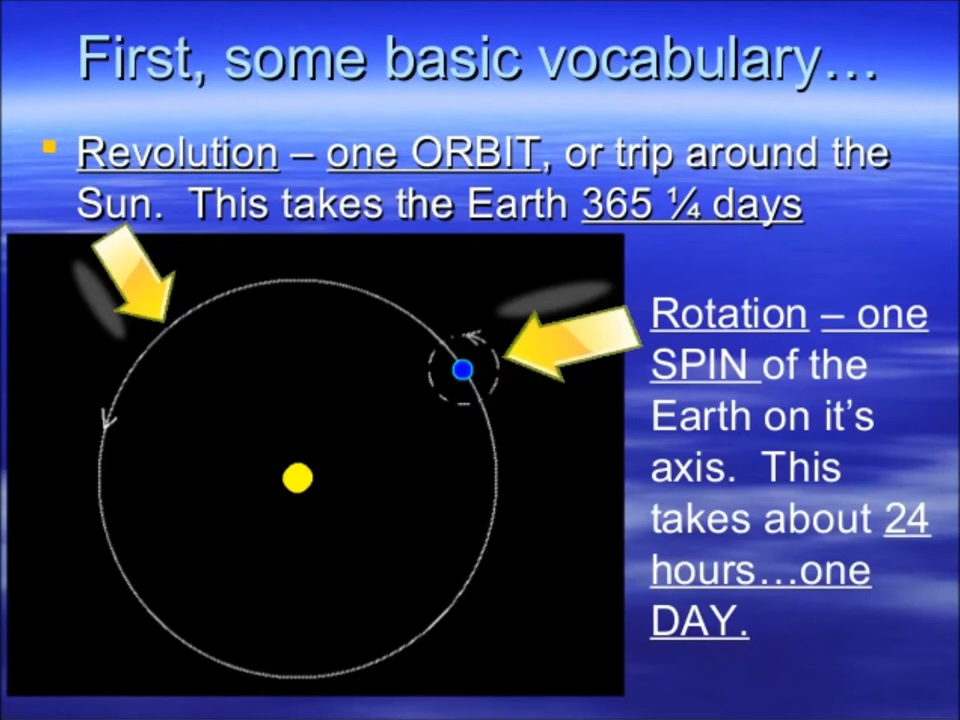 First, some basic vocabulary…
Revolution – one ORBIT, or trip around the
Sun. This takes the Earth 365 ¼ days
Rotation – one
SPIN of the
Earth on it’s
axis. This
takes about 24
hours…one
DAY.